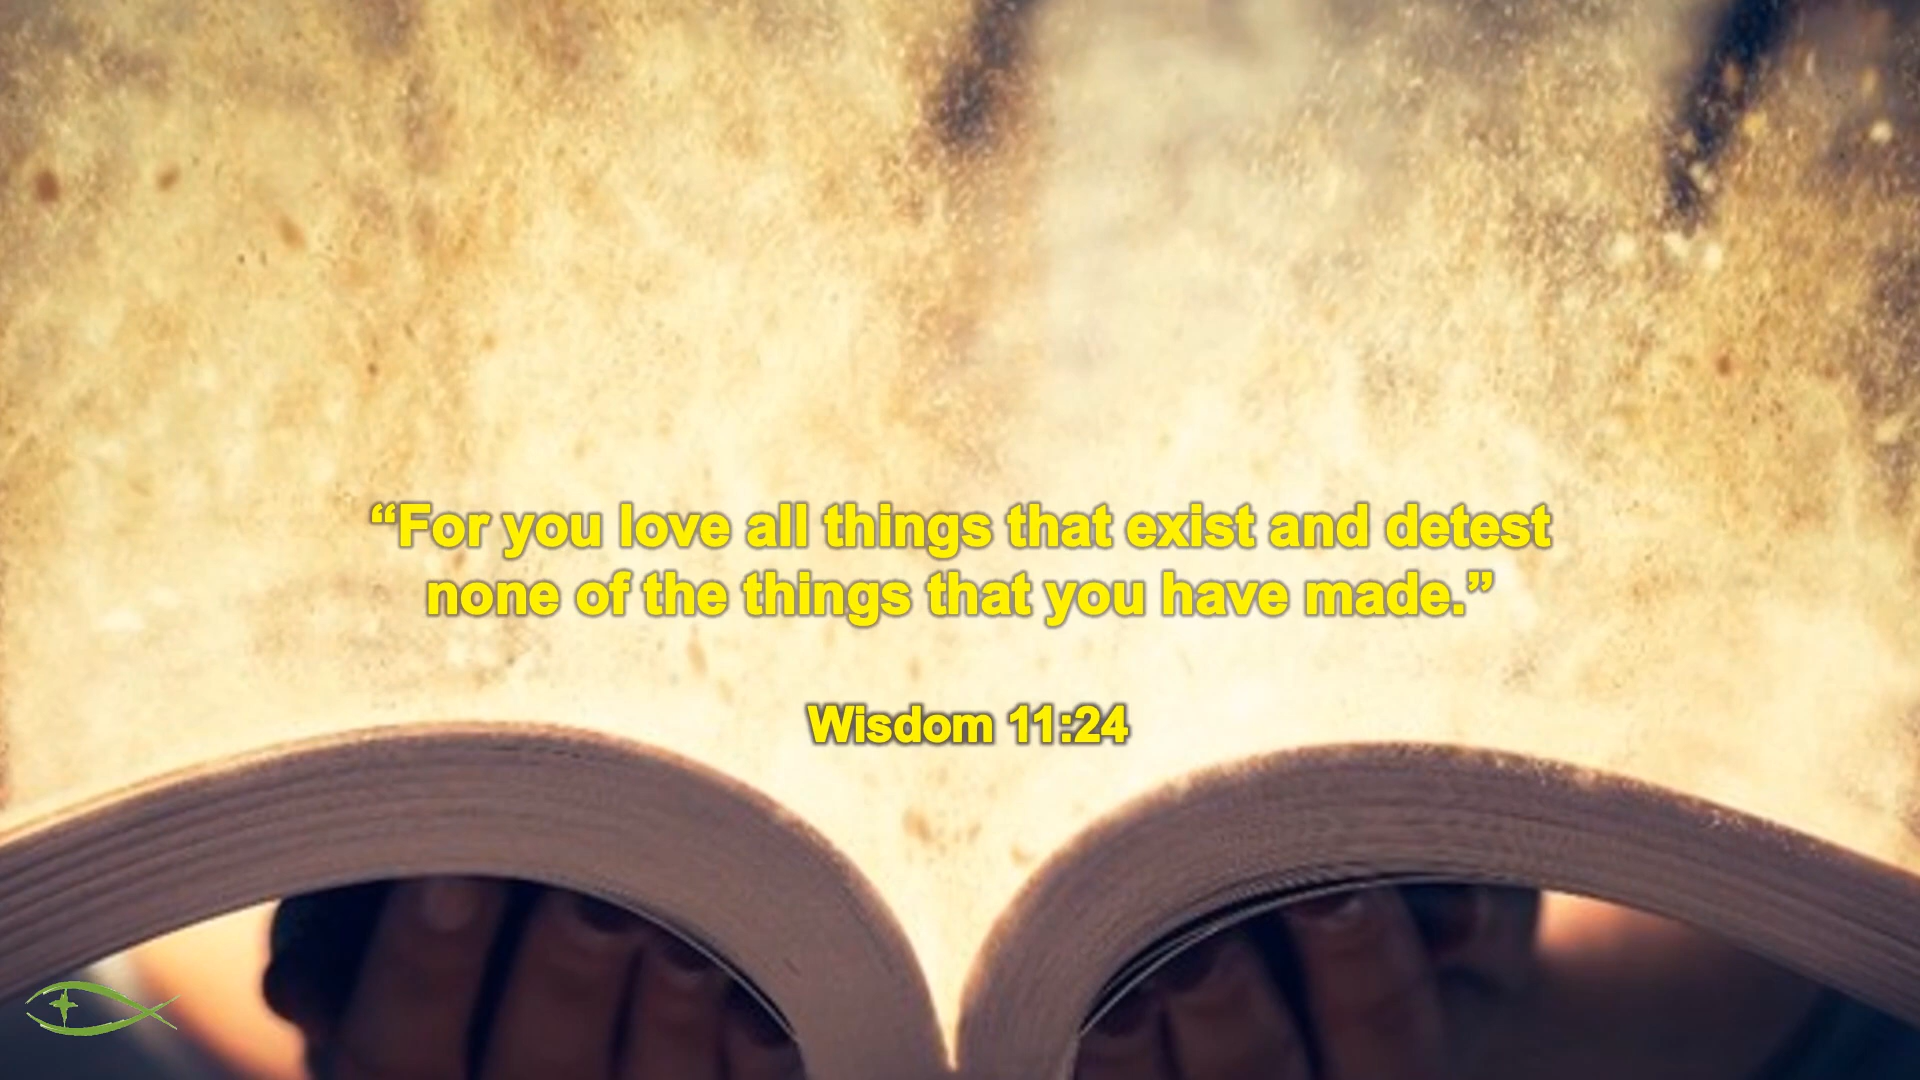 “For you love all things that exist and detest
none of the things that you have made.”
Wisdom 11:24